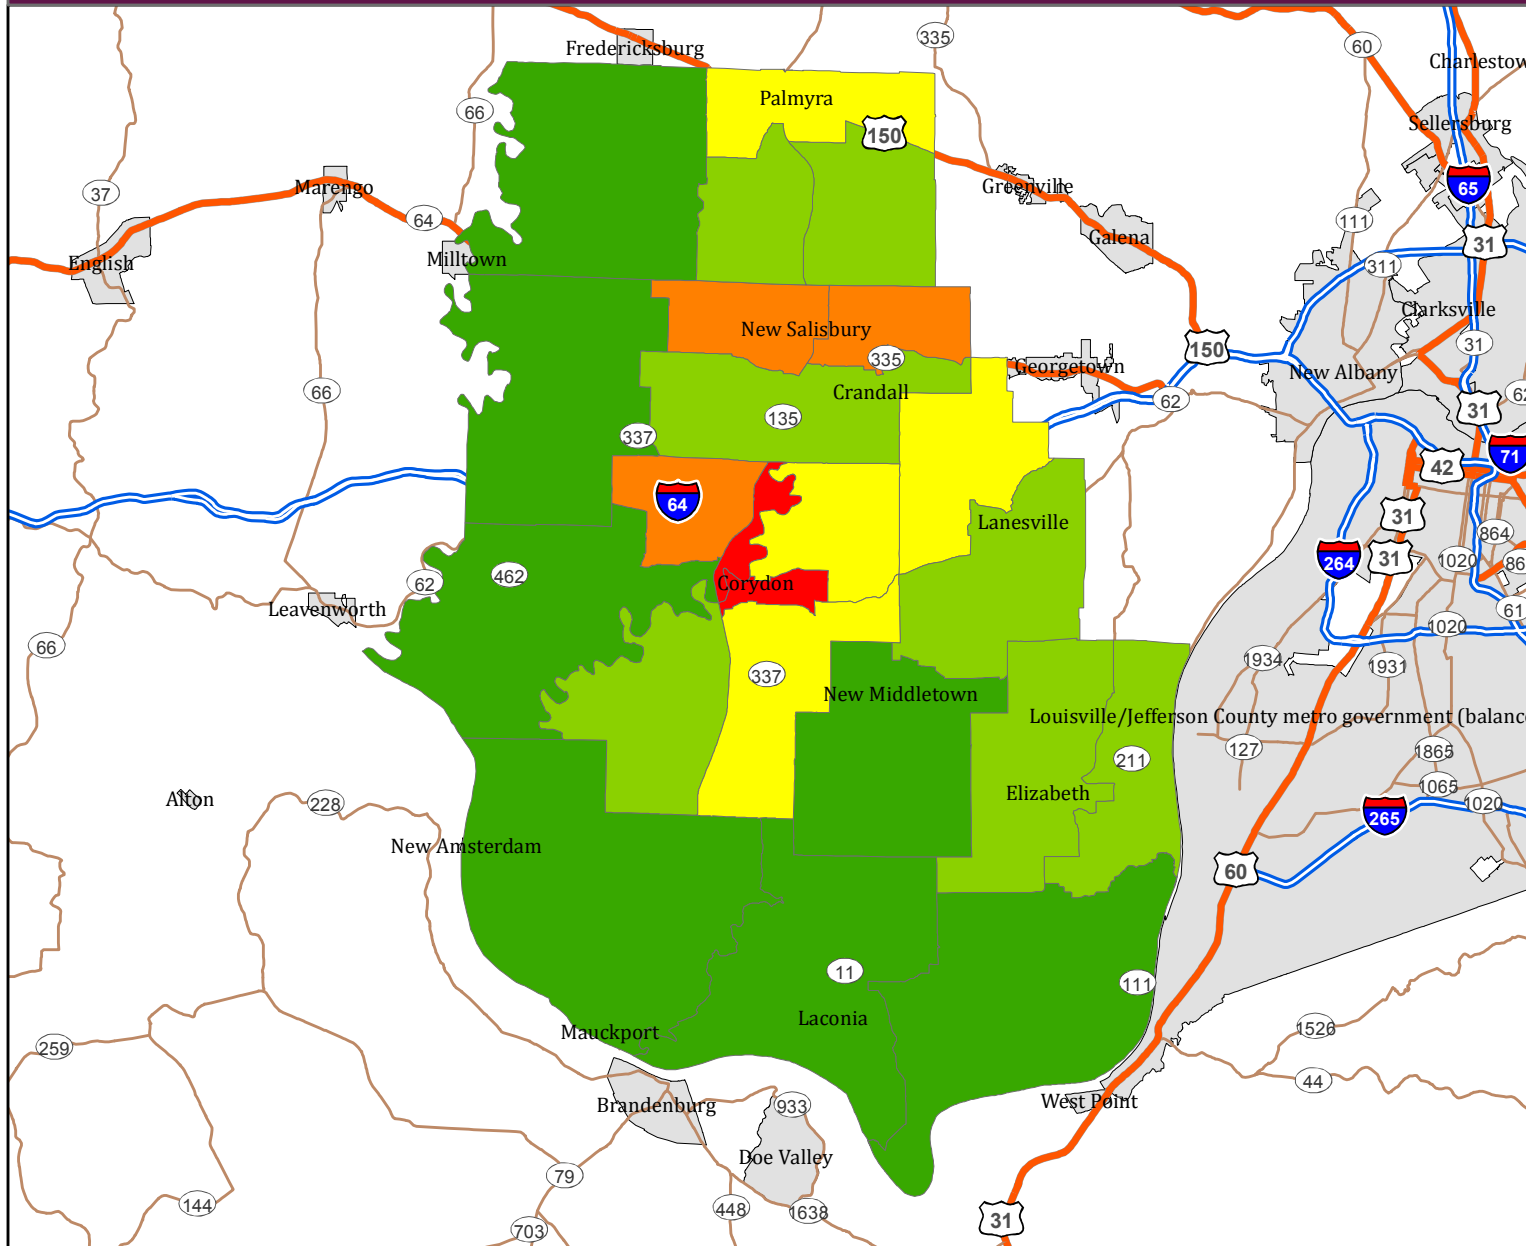 Fredericksburg
335
60
Charlestow
Palmyra
66
Sellersburg
150
Marengo
Greenville
65
37
64
111
Galena
31
English
Milltown
311
Clarksville
New Salisbury
335
150
31
Georgetown
New Albany
66
Crandall
62
62
135
31
337
42
71
64
31
Lanesville
864
264
31
1020
86
462
62
Corydon
Leavenworth
61
1020
66
1934
1931
337
New Middletown
Louisville/Jefferson County metro government (balanc
127
1865
211
1065
Elizabeth
Alton
228
1020
265
New Amsterdam
60
11
111
Laconia
Mauckport
1526
259
44
Brandenburg
933
West Point
Doe Valley
79
144
448
1638
31
703